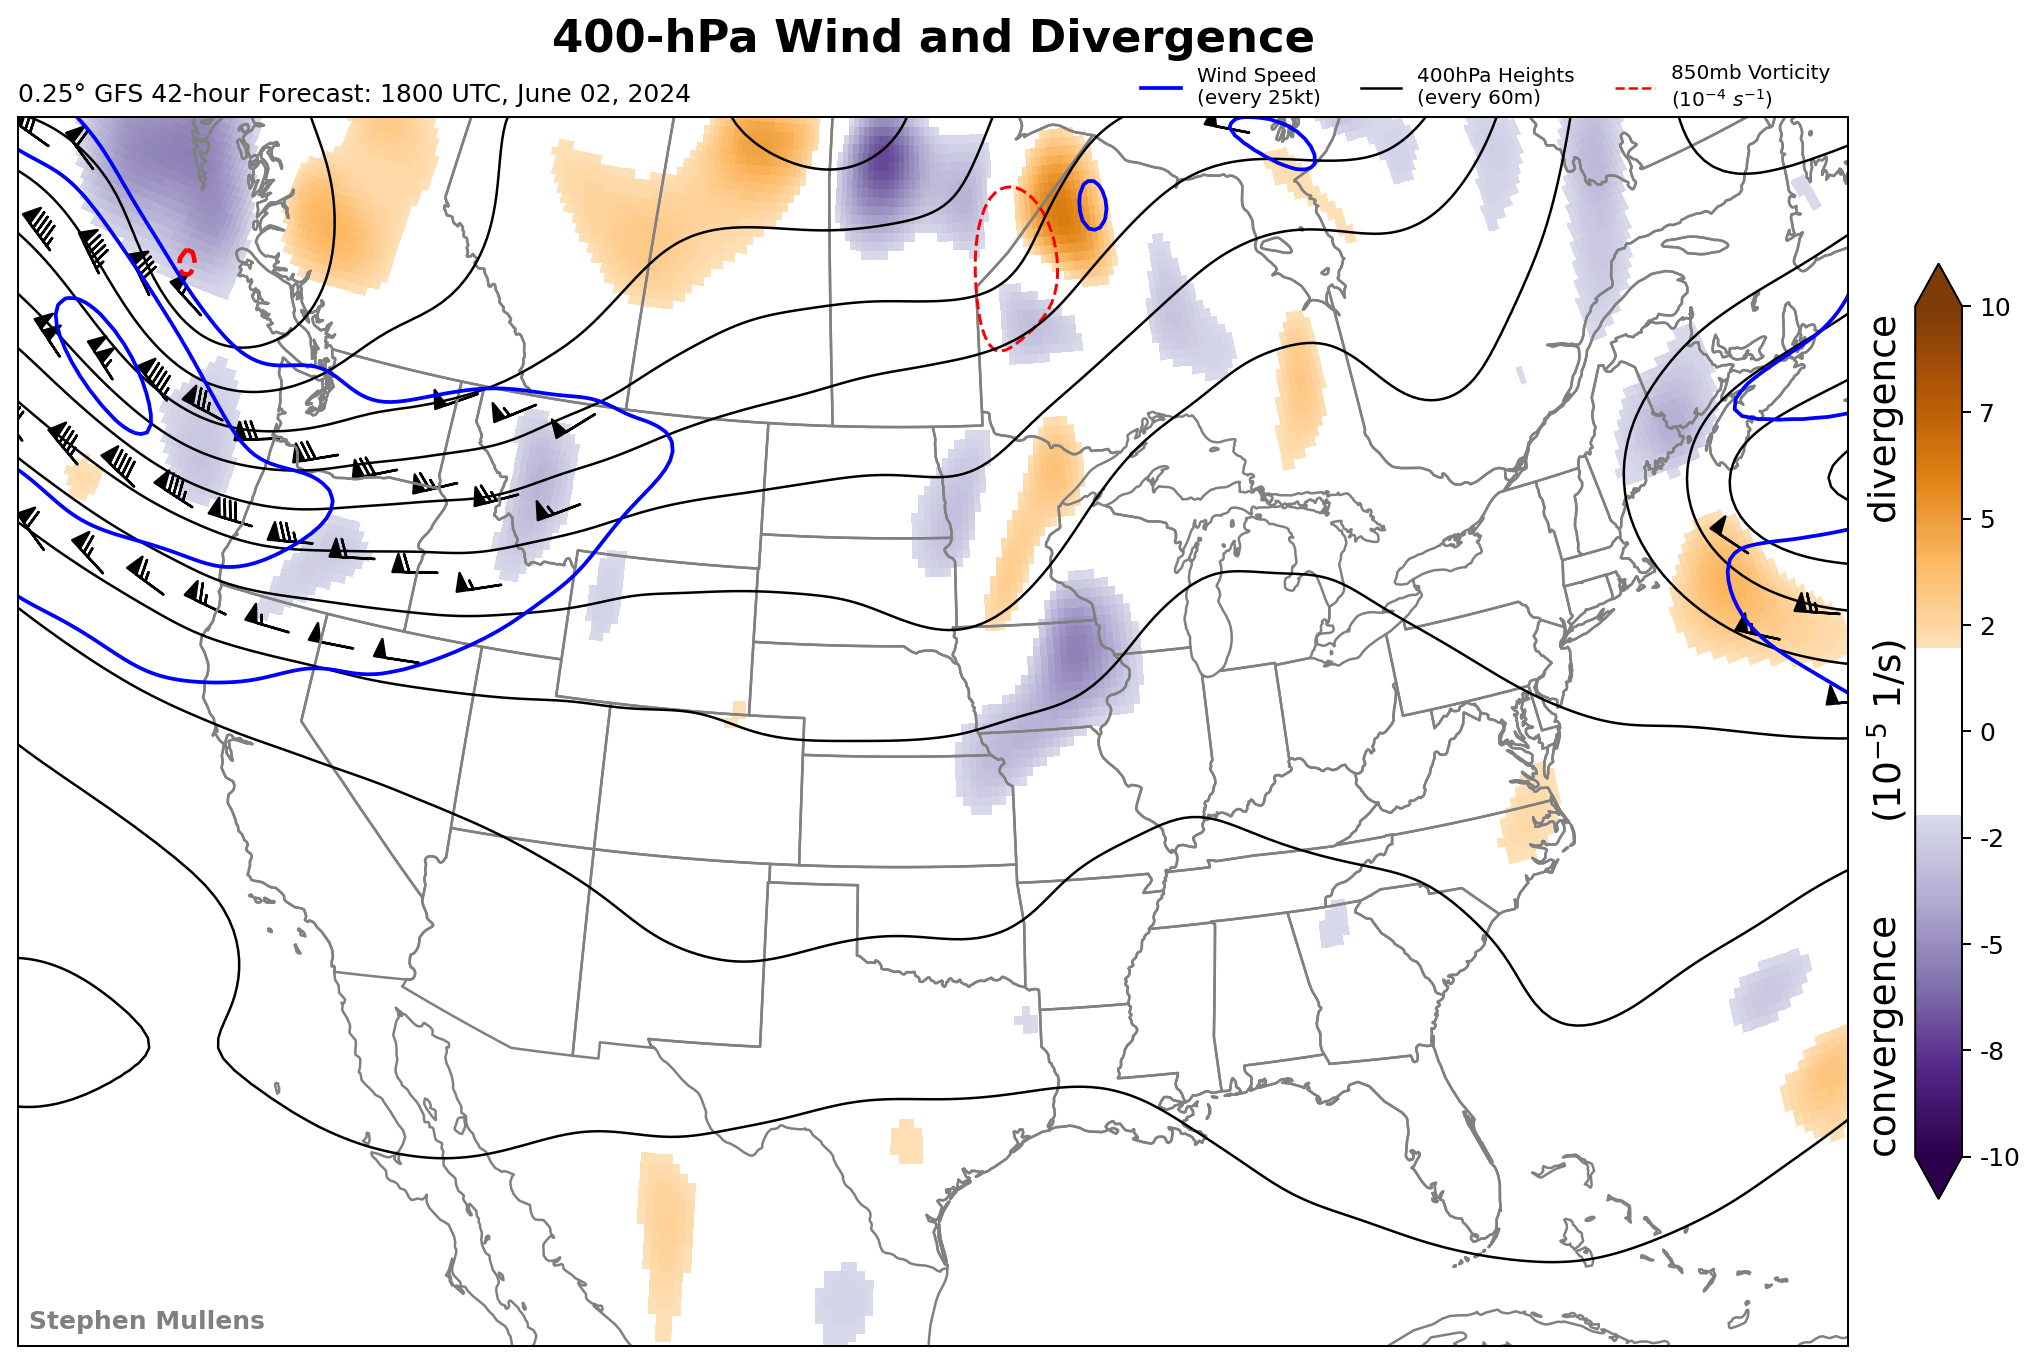 400-hPa Wind and Divergence
0.25° GFS 42-hour Forecast: 1800 UTC, June 02, 2024
Wind Speed
(every 25kt)
400hPa Heights
(every 60m)
850mb Vorticity
(10⁻⁴ s⁻¹)
10
7
5
2
0
-2
-5
-8
-10
convergence (10⁻⁵ 1/s) divergence
Stephen Mullens